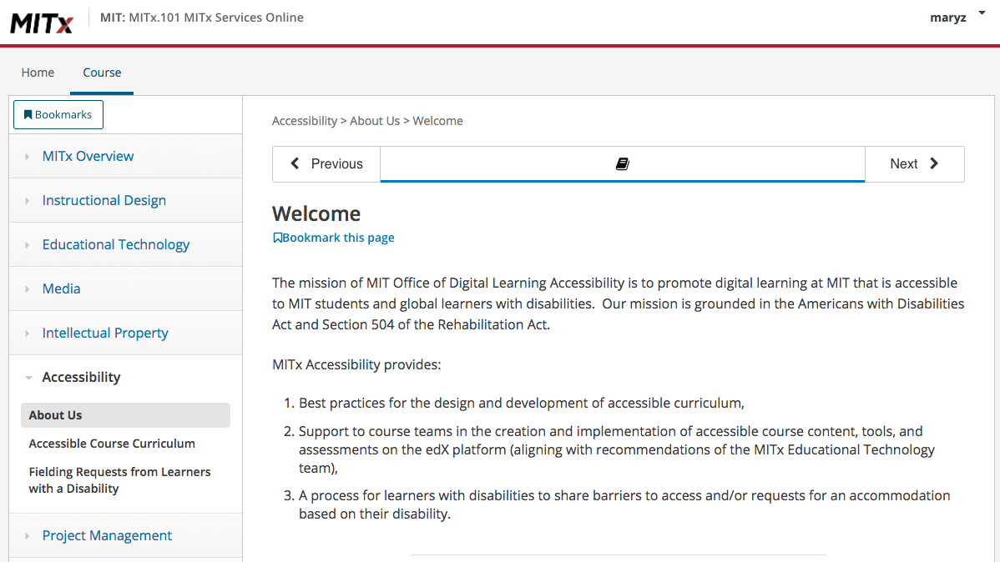 MITx
MIT: MITx.101 MITx Services Online
maryz
Home
Course
Bookmarks
MITx Overview
Instructional Design
Educational Technology
Media
Intellectual Property
Accessibility
About Us
Accessible Course Curriculum
Fielding Requests from Learners
with a Disability
Project Management
Accessibility > About Us > Welcome
Previous
Next
Welcome
Bookmark this page
The mission of MIT Office of Digital Learning Accessibility is to promote digital learning at MIT that is accessible
to MIT students and global learners with disabilities.  Our mission is grounded in the Americans with Disabilities
Act and Section 504 of the Rehabilitation Act.
MITx Accessibility provides:
1. Best practices for the design and development of accessible curriculum,
2. Support to course teams in the creation and implementation of accessible course content, tools, and
assessments on the edX platform (aligning with recommendations of the MITx Educational Technology
team),
3. A process for learners with disabilities to share barriers to access and/or requests for an accommodation
based on their disability.